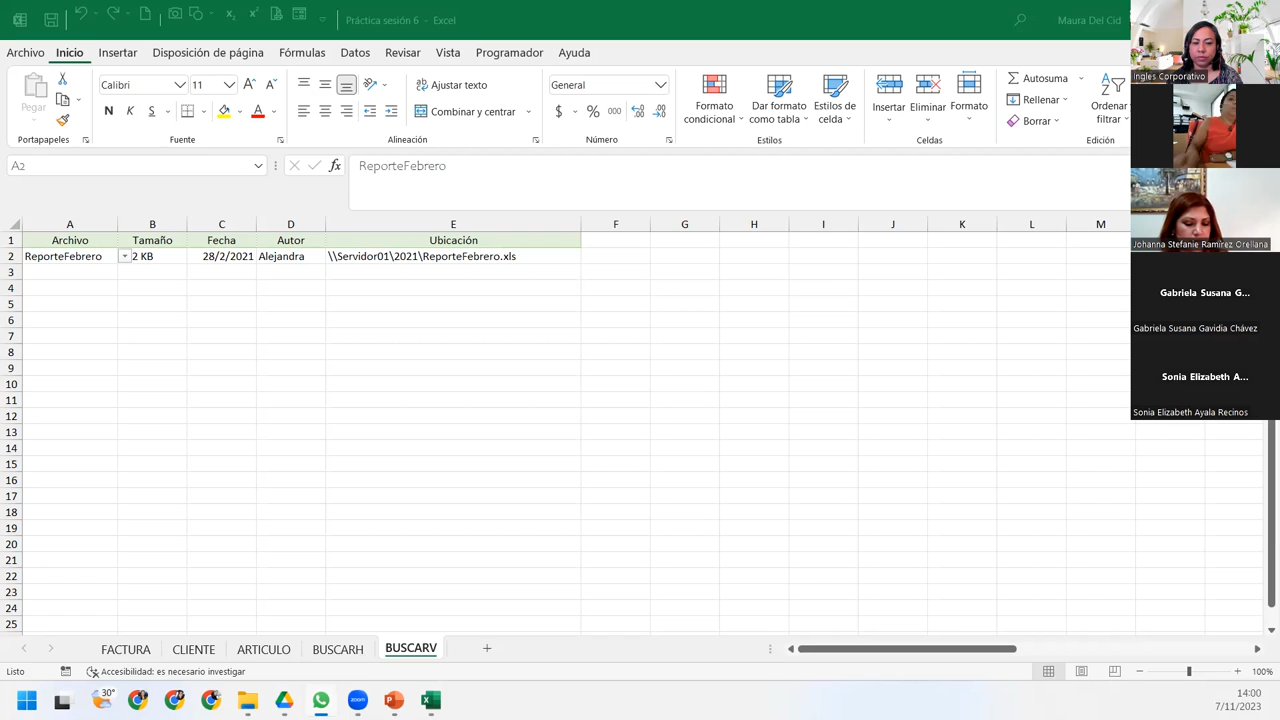 Práctica sesión 6 - Excel
Maura Del Cid
Archivo Inicio Insertar Disposición de página Fórmulas Datos Revisar Vista Programador Ayuda
Pegar
Calibri 11
N K S
Ajustar texto
Combinar y centrar
General
$ % 000
Formato condicional
Dar formato como tabla
Estilos de celda
Insertar Eliminar Formato
Autosuma
Rellenar
Borrar
Ordenar filtrar
Portapapeles Fuente Alineación Número Estilos Celdas Edición
A2
fx
ReporteFebrero
A B C D E F G H I J K L M
1 Archivo Tamaño Fecha Autor Ubicación
2 ReporteFebrero 2 KB 28/2/2021 Alejandra \\Servidor01\2021\ReporteFebrero.xls
3
4
5
6
7
8
9
10
11
12
13
14
15
16
17
18
19
20
21
22
23
24
25
Ingles Corporativo
Johanna Stefanie Ramírez Orellana
Gabriela Susana G...
Gabriela Susana Gavidia Chávez
Sonia Elizabeth A...
Sonia Elizabeth Ayala Recinos
FACTURA CLIENTE ARTICULO BUSCARH BUSCARV
Listo
Accesibilidad: es necesario investigar
100%
30°
zoom
14:00
7/11/2023